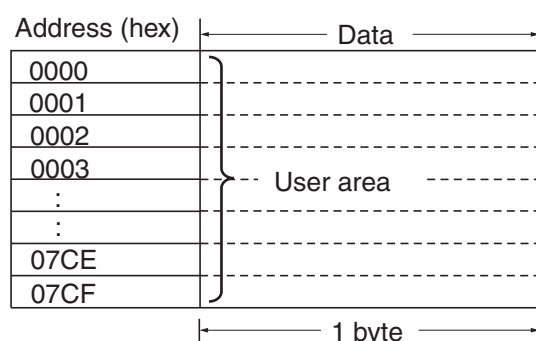 Address (hex) Data
0000
0001
0002
0003 User area
:
:
07CE
07CF
1 byte